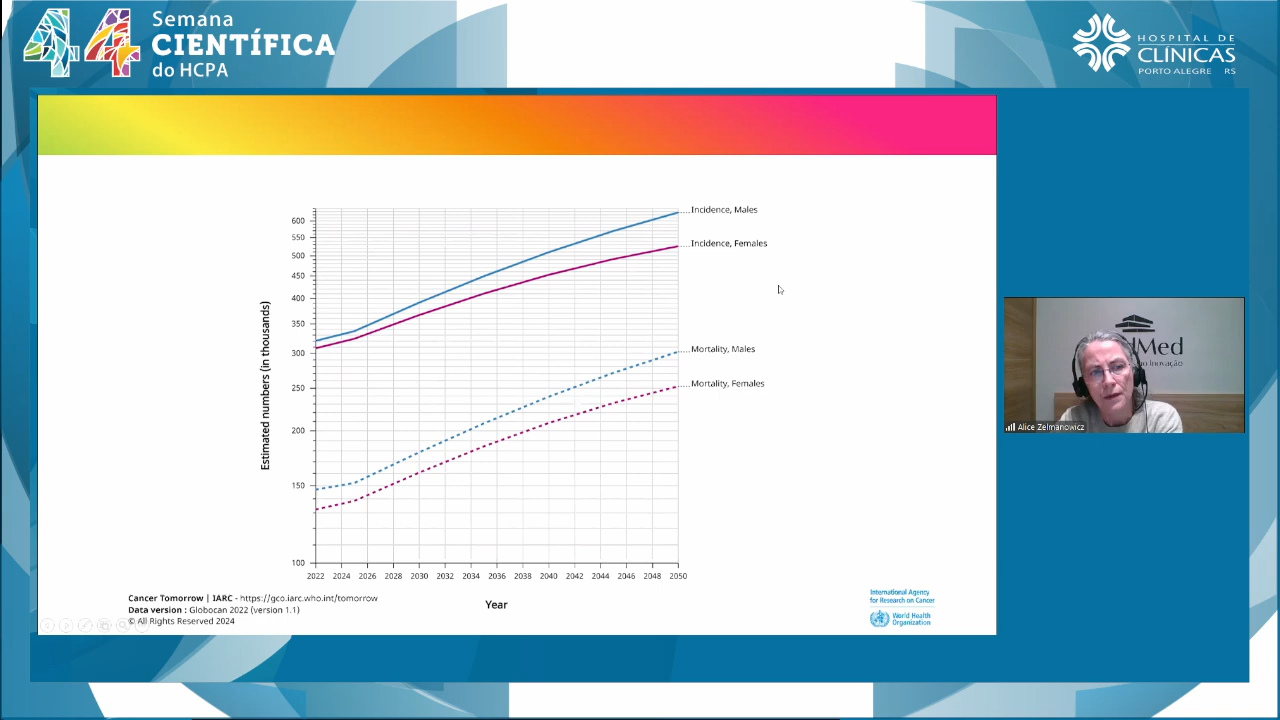 44 Semana
CIENTÍFICA
do HCPA
HOSPITAL DE
CLÍNICAS
PORTO ALEGRE RS
Incidence, Males
Incidence, Females
Mortality, Males
Mortality, Females
600
550
500
450
400
350
300
250
200
150
100
Estimated numbers (in thousands)
2022 2024 2026 2028 2030 2032 2034 2036 2038 2040 2042 2044 2046 2048 2050
Year
Cancer Tomorrow | IARC - https://gco.iarc.who.int/tomorrow
Data version : Globocan 2022 (version 1.1)
© All Rights Reserved 2024
International Agency
for Research on Cancer
World Health
Organization
Med
Inovação
Alice Zelmanowicz